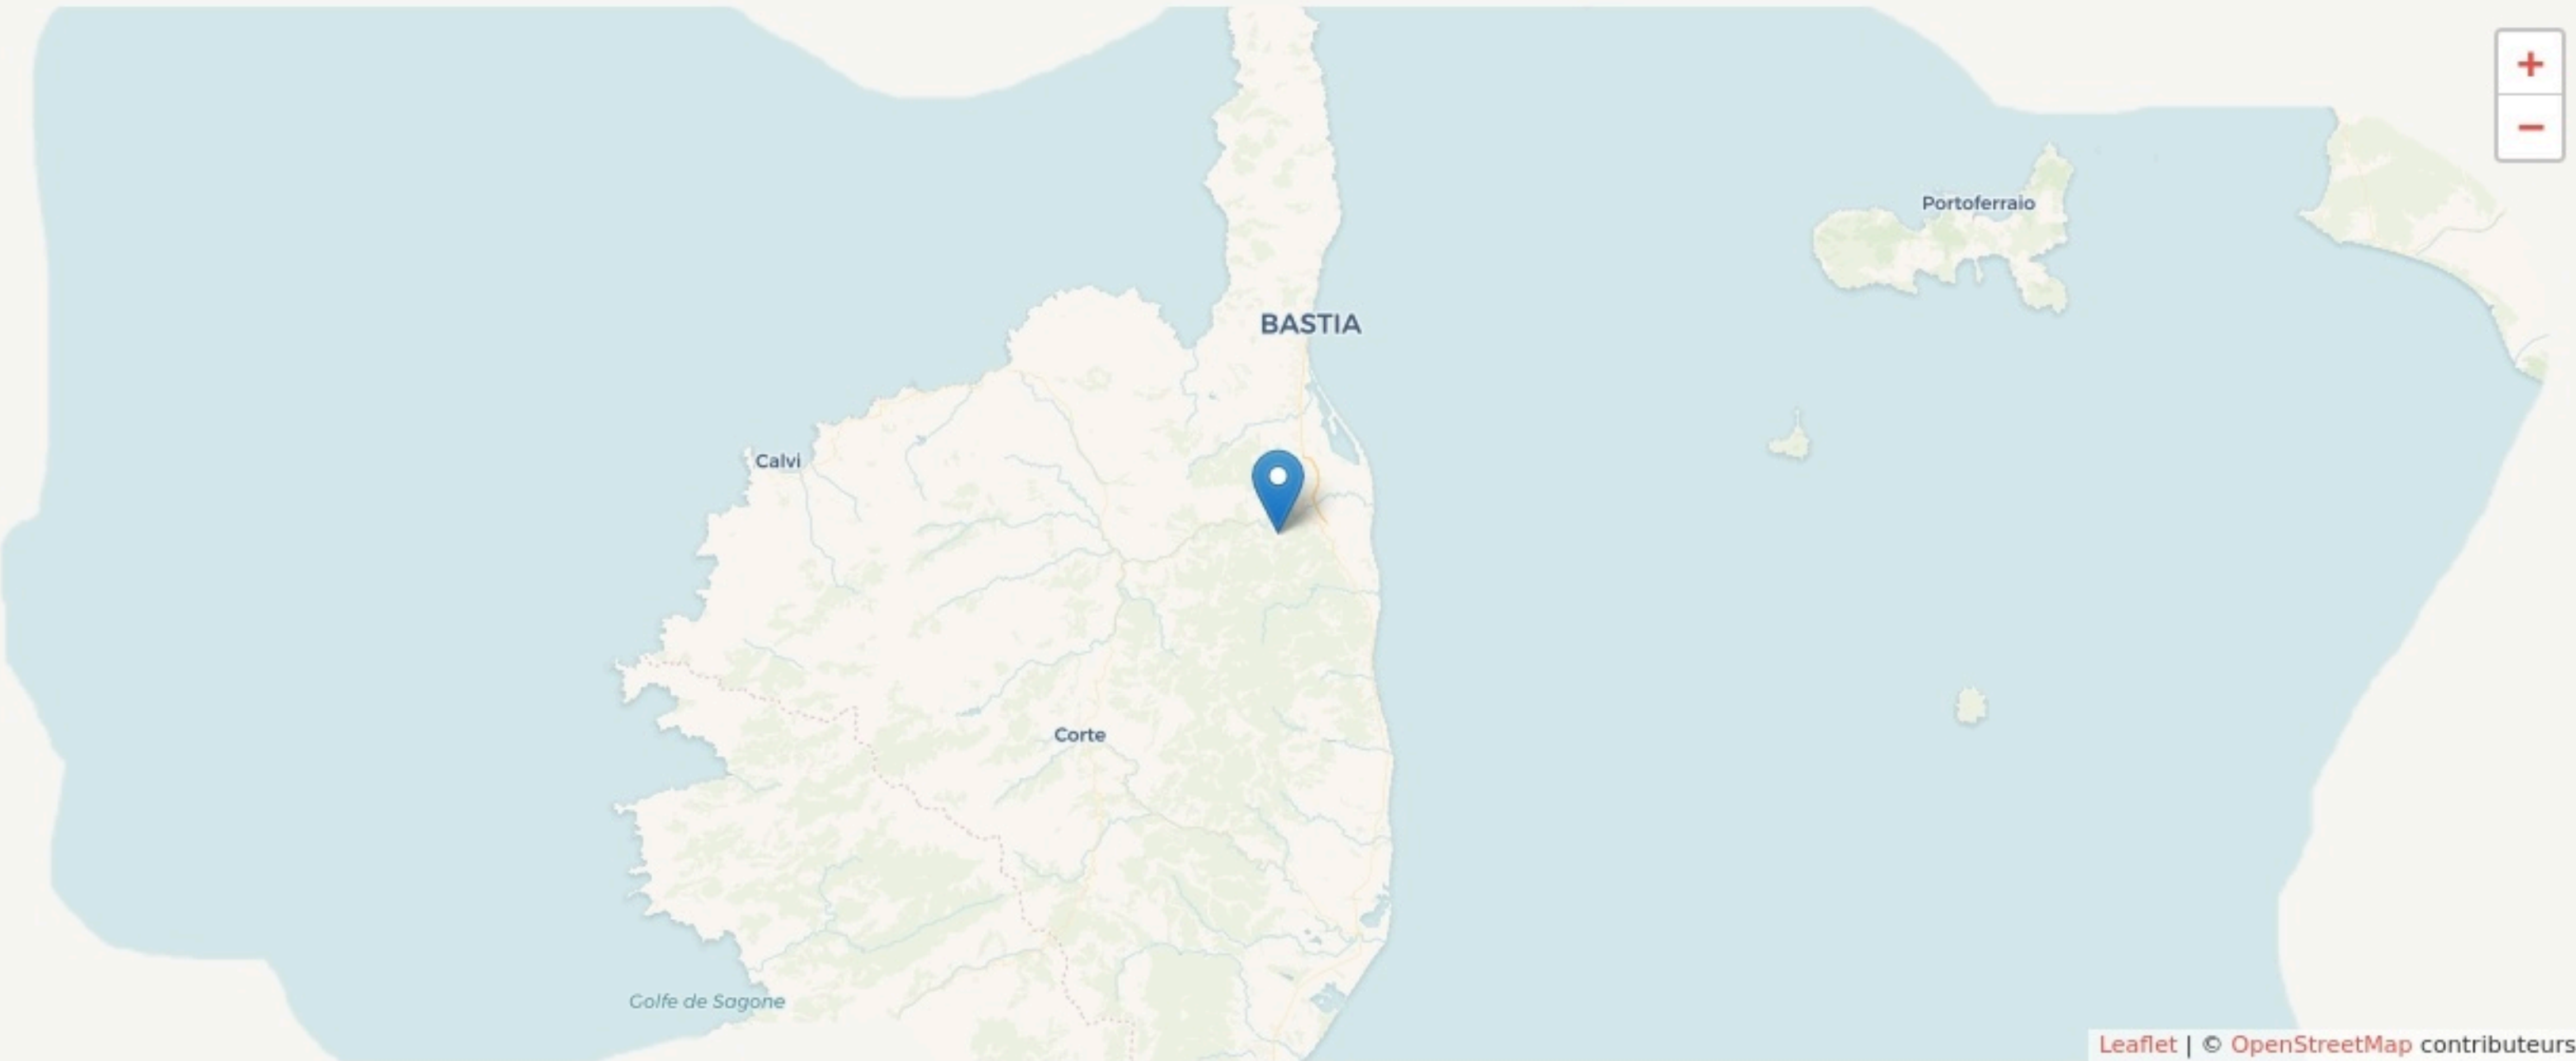 +
−
Portoferraio
BASTIA
Calvi
Corte
Golfe de Sagone
Leaflet | © OpenStreetMap contributeurs